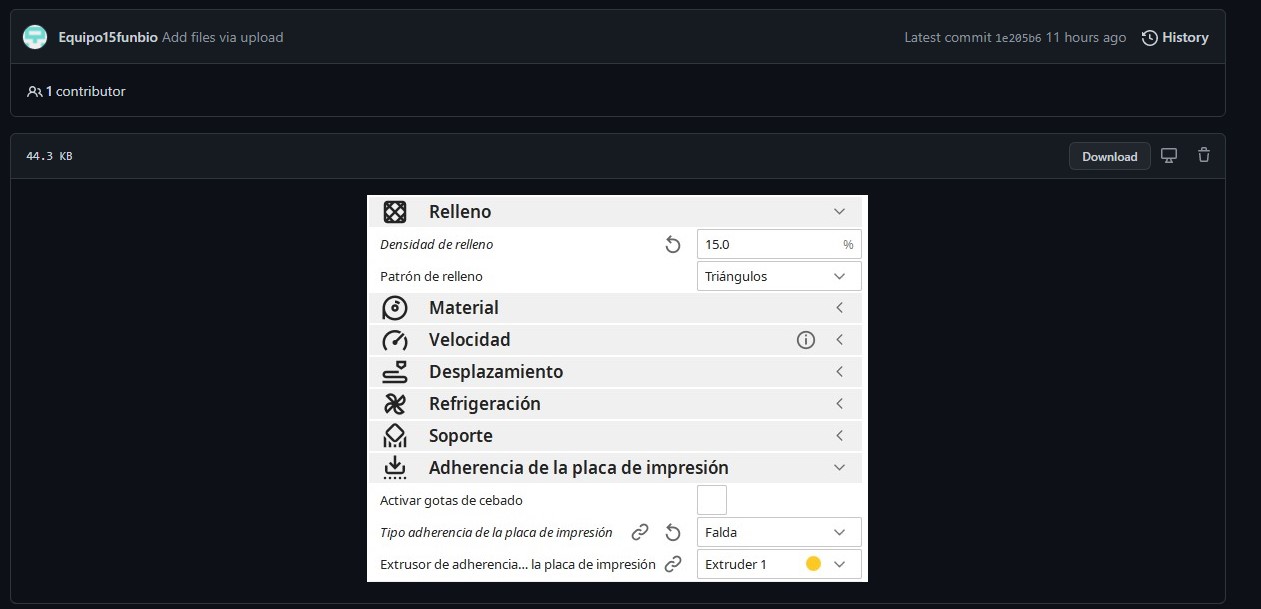 Equipo15funbio Add files via upload Latest commit 1e205b6 11 hours ago History
1 contributor
44.3 KB Download
Relleno
Densidad de relleno 15.0 %
Patrón de relleno Triángulos
Material
Velocidad
Desplazamiento
Refrigeración
Soporte
Adherencia de la placa de impresión
Activar gotas de cebado
Tipo adherencia de la placa de impresión Falda
Extrusor de adherencia... la placa de impresión Extruder 1